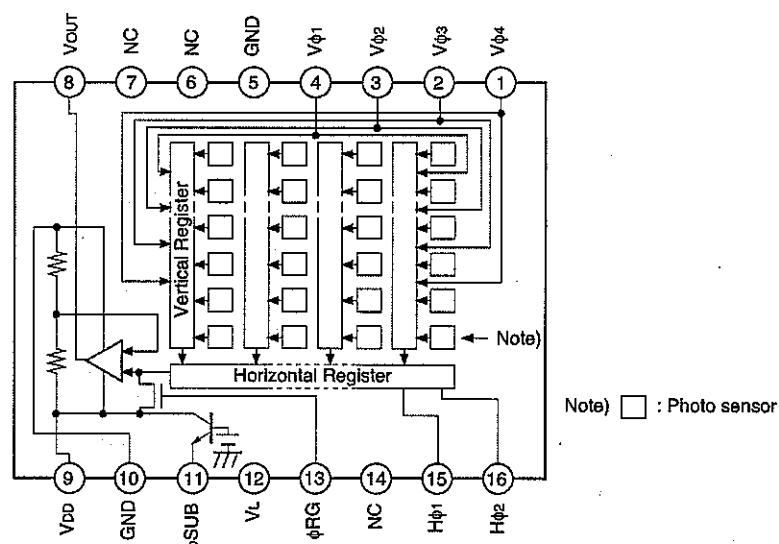 VOUT
NC
NC
GND
Vϕ1
Vϕ2
Vϕ3
Vϕ4
8
7
6
5
4
3
2
1
Vertical Register
Note)
Horizontal Register
Note) : Photo sensor
9
10
11
12
13
14
15
16
VDD
GND
ϕSUB
VL
ϕRG
NC
Hϕ1
Hϕ2